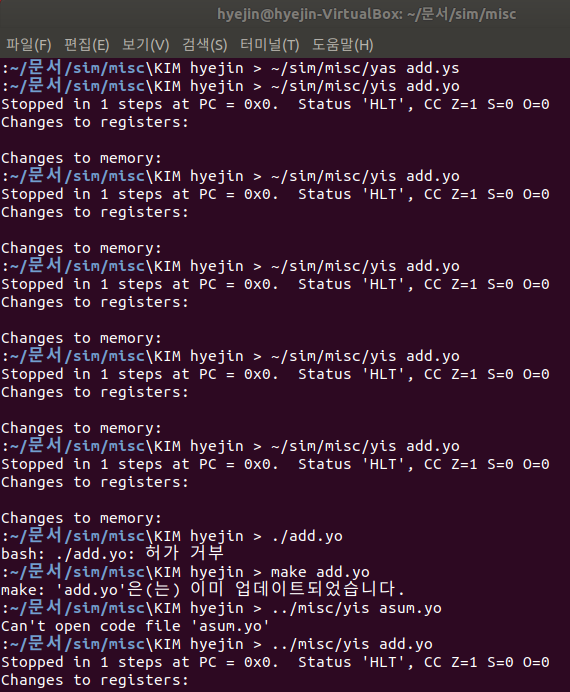 hyejin@hyejin-VirtualBox: ~/문서/sim/misc
파일(F) 편집(E) 보기(V) 검색(S) 터미널(T) 도움말(H)
:~/문서/sim/misc\KIM hyejin > ~/sim/misc/yas add.ys
:~/문서/sim/misc\KIM hyejin > ~/sim/misc/yis add.yo
Stopped in 1 steps at PC = 0x0.  Status 'HLT', CC Z=1 S=0 O=0
Changes to registers:

Changes to memory:
:~/문서/sim/misc\KIM hyejin > ~/sim/misc/yis add.yo
Stopped in 1 steps at PC = 0x0.  Status 'HLT', CC Z=1 S=0 O=0
Changes to registers:

Changes to memory:
:~/문서/sim/misc\KIM hyejin > ~/sim/misc/yis add.yo
Stopped in 1 steps at PC = 0x0.  Status 'HLT', CC Z=1 S=0 O=0
Changes to registers:

Changes to memory:
:~/문서/sim/misc\KIM hyejin > ~/sim/misc/yis add.yo
Stopped in 1 steps at PC = 0x0.  Status 'HLT', CC Z=1 S=0 O=0
Changes to registers:

Changes to memory:
:~/문서/sim/misc\KIM hyejin > ~/sim/misc/yis add.yo
Stopped in 1 steps at PC = 0x0.  Status 'HLT', CC Z=1 S=0 O=0
Changes to registers:

Changes to memory:
:~/문서/sim/misc\KIM hyejin > ./add.yo
bash: ./add.yo: 허가 거부
:~/문서/sim/misc\KIM hyejin > make add.yo
make: 'add.yo'은(는) 이미 업데이트되었습니다.
:~/문서/sim/misc\KIM hyejin > ../misc/yis asum.yo
Can't open code file 'asum.yo'
:~/문서/sim/misc\KIM hyejin > ../misc/yis add.yo
Stopped in 1 steps at PC = 0x0.  Status 'HLT', CC Z=1 S=0 O=0
Changes to registers: